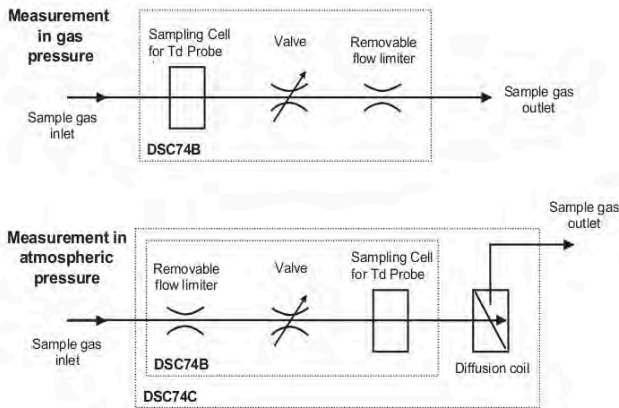 Measurement
in gas
pressure
Sampling Cell
for Td Probe
Valve
Removable
flow limiter
Sample gas
inlet
Sample gas
outlet
DSC74B
Measurement in
atmospheric
pressure
Removable
flow limiter
Valve
Sampling Cell
for Td Probe
Sample gas
outlet
Sample gas
inlet
Diffusion coil
DSC74B
DSC74C